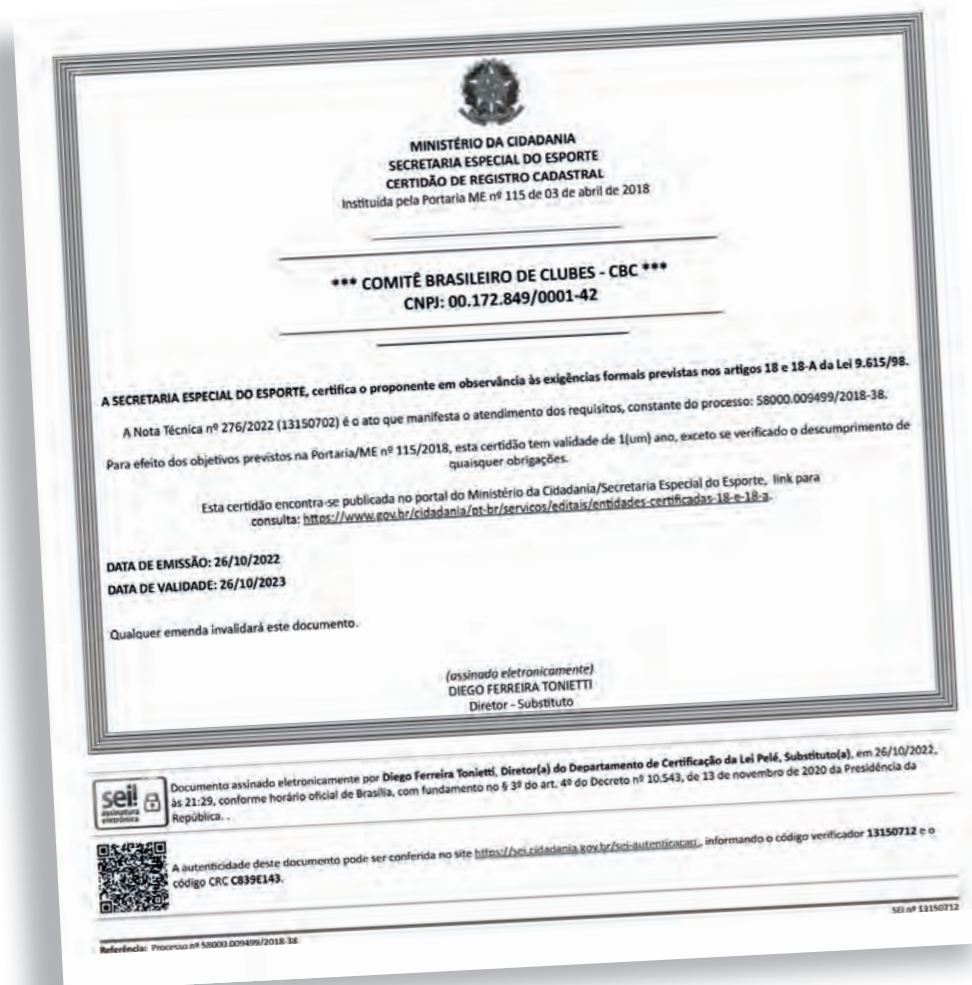 MINISTÉRIO DA CIDADANIA
SECRETARIA ESPECIAL DO ESPORTE
CERTIDÃO DE REGISTRO CADASTRAL
Instituída pela Portaria ME nº 115 de 03 de abril de 2018
*** COMITÊ BRASILEIRO DE CLUBES - CBC ***
CNPJ: 00.172.849/0001-42
A SECRETARIA ESPECIAL DO ESPORTE, certifica o proponente em observância às exigências formais previstas nos artigos 18 e 18-A da Lei 9.615/98.
A Nota Técnica nº 276/2022 (13150702) é o ato que manifesta o atendimento dos requisitos, constante do processo: 58000.009499/2018-38.
Para efeito dos objetivos previstos na Portaria/ME nº 115/2018, esta certidão tem validade de 1(um) ano, exceto se verificado o descumprimento de
quaisquer obrigações.
Esta certidão encontra-se publicada no portal do Ministério da Cidadania/Secretaria Especial do Esporte, link para
consulta: https://www.gov.br/cidadania/pt-br/servicos/editais/entidades-certificadas-18-e-18-a.
DATA DE EMISSÃO: 26/10/2022
DATA DE VALIDADE: 26/10/2023
Qualquer emenda invalidará este documento.
(assinado eletronicamente)
DIEGO FERREIRA TONIETTI
Diretor - Substituto
sei!
assinatura
eletrônica
Documento assinado eletronicamente por Diego Ferreira Tonietti, Diretor(a) do Departamento de Certificação da Lei Pelé, Substituto(a), em 26/10/2022,
às 21:29, conforme horário oficial de Brasília, com fundamento no § 3º do art. 4º do Decreto nº 10.543, de 13 de novembro de 2020 da Presidência da
República. .
A autenticidade deste documento pode ser conferida no site https://sei.cidadania.gov.br/sei-autenticacao , informando o código verificador 13150712 e o
código CRC C839E143.
Referência: Processo nº 58000.009499/2018-38
SEI nº 13150712